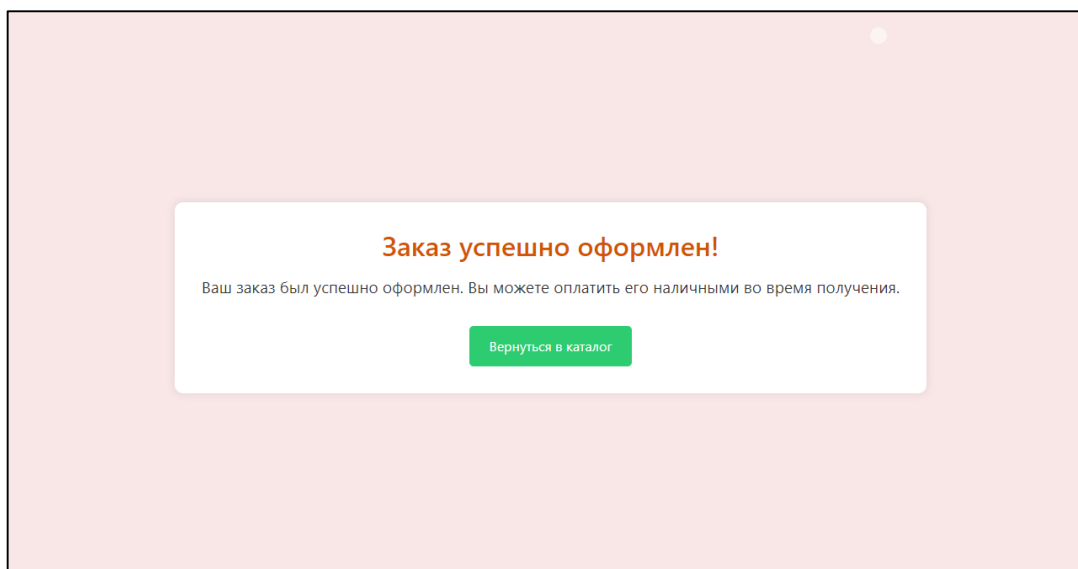 Заказ успешно оформлен!
Ваш заказ был успешно оформлен. Вы можете оплатить его наличными во время получения.
Вернуться в каталог